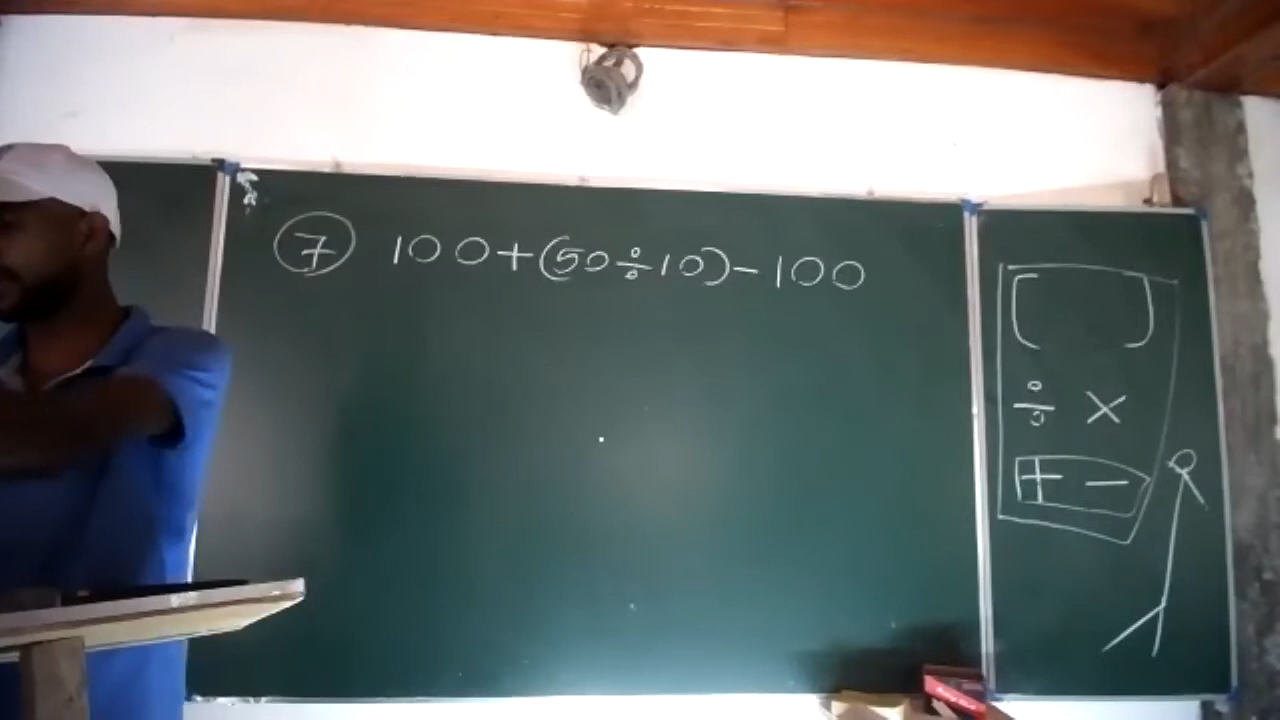 ⑦ 100+(50÷10)-100
( )
÷ ×
+ -